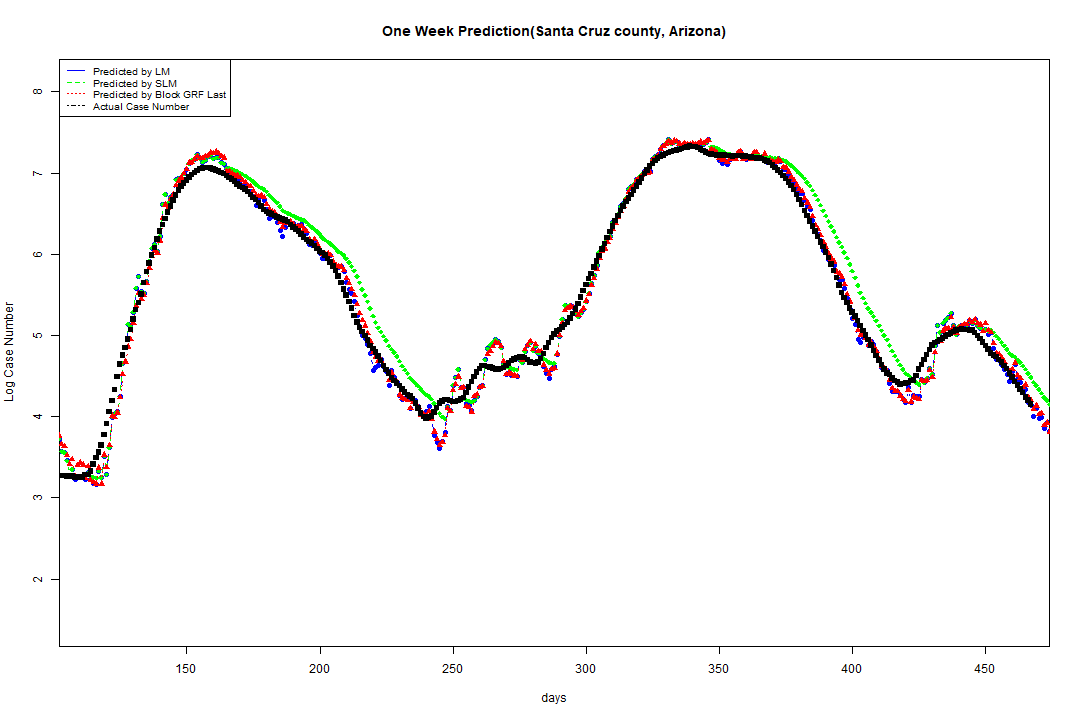 One Week Prediction(Santa Cruz county, Arizona)
Predicted by LM
Predicted by SLM
Predicted by Block GRF Last
Actual Case Number
8
7
6
5
4
3
2
Log Case Number
150 200 250 300 350 400 450
days